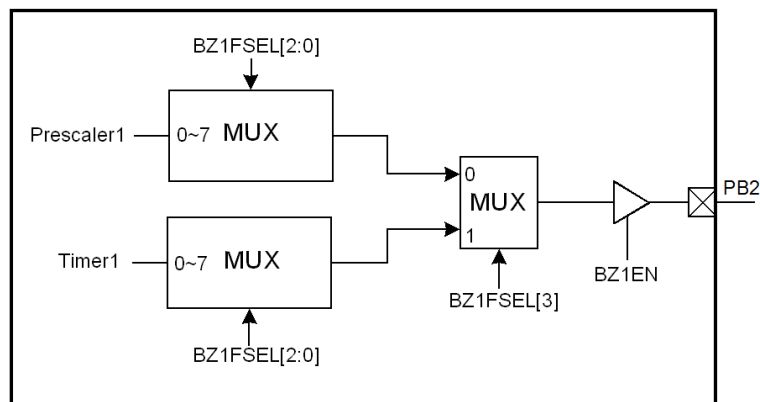 BZ1FSEL[2:0]
Prescaler1
0~7 MUX
0
MUX
1
PB2
Timer1
0~7 MUX
BZ1EN
BZ1FSEL[3]
BZ1FSEL[2:0]